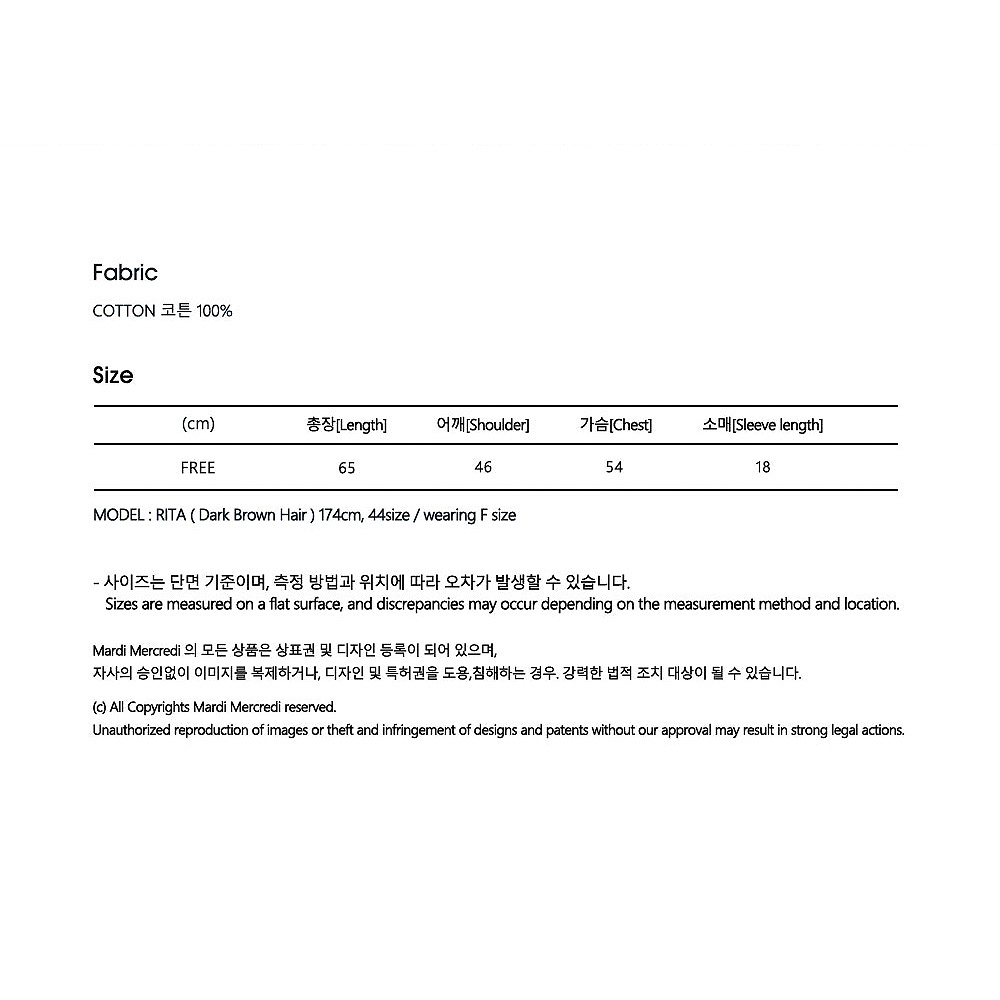 Fabric
COTTON 코튼 100%
Size
(cm) 총장[Length] 어깨[Shoulder] 가슴[Chest] 소매[Sleeve length]
FREE 65 46 54 18
MODEL : RITA ( Dark Brown Hair ) 174cm, 44size / wearing F size
- 사이즈는 단면 기준이며, 측정 방법과 위치에 따라 오차가 발생할 수 있습니다.
Sizes are measured on a flat surface, and discrepancies may occur depending on the measurement method and location.
Mardi Mercredi 의 모든 상품은 상표권 및 디자인 등록이 되어 있으며,
자사의 승인없이 이미지를 복제하거나, 디자인 및 특허권을 도용,침해하는 경우. 강력한 법적 조치 대상이 될 수 있습니다.
(c) All Copyrights Mardi Mercredi reserved.
Unauthorized reproduction of images or theft and infringement of designs and patents without our approval may result in strong legal actions.